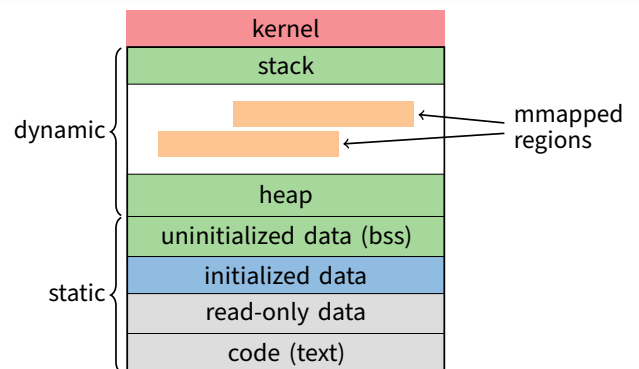 kernel
stack
dynamic
mmapped
regions
heap
uninitialized data (bss)
initialized data
static
read-only data
code (text)